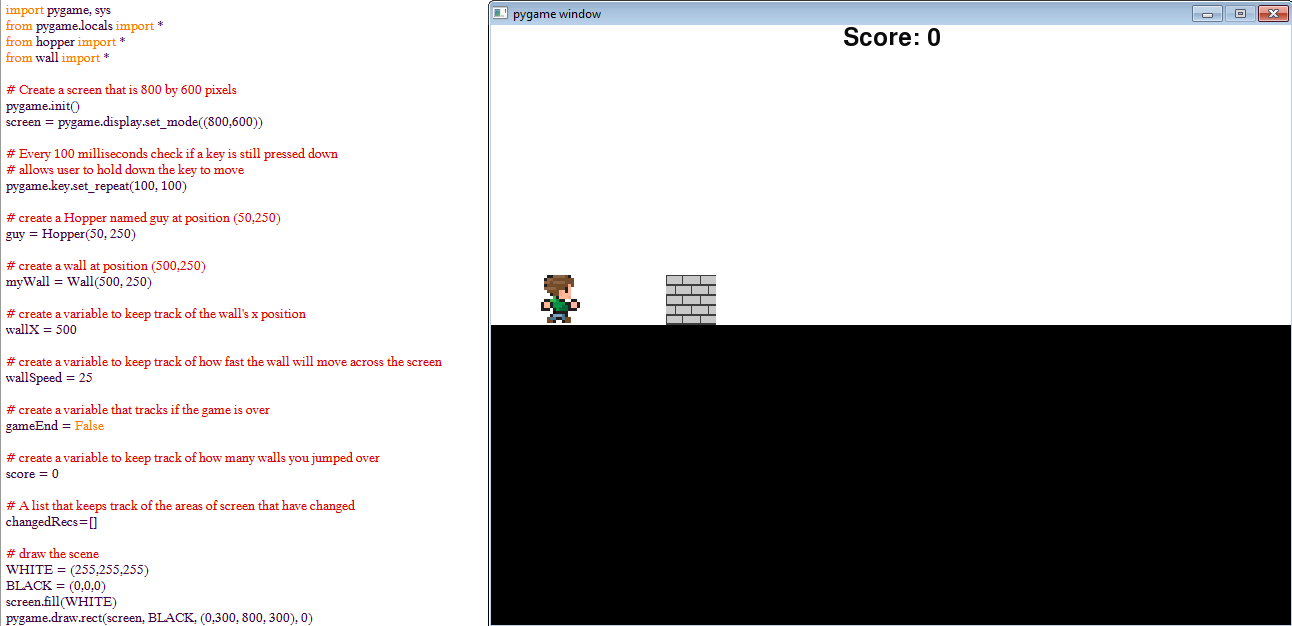 import pygame, sys
from pygame.locals import *
from hopper import *
from wall import *
# Create a screen that is 800 by 600 pixels
pygame.init()
screen = pygame.display.set_mode((800,600))
# Every 100 milliseconds check if a key is still pressed down
# allows user to hold down the key to move
pygame.key.set_repeat(100, 100)
# create a Hopper named guy at position (50,250)
guy = Hopper(50, 250)
# create a wall at position (500,250)
myWall = Wall(500, 250)
# create a variable to keep track of the wall's x position
wallX = 500
# create a variable to keep track of how fast the wall will move across the screen
wallSpeed = 25
# create a variable that tracks if the game is over
gameEnd = False
# create a variable to keep track of how many walls you jumped over
score = 0
# A list that keeps track of the areas of screen that have changed
changedRecs=[]
# draw the scene
WHITE = (255,255,255)
BLACK = (0,0,0)
screen.fill(WHITE)
pygame.draw.rect(screen, BLACK, (0,300, 800, 300), 0)
pygame window
Score: 0